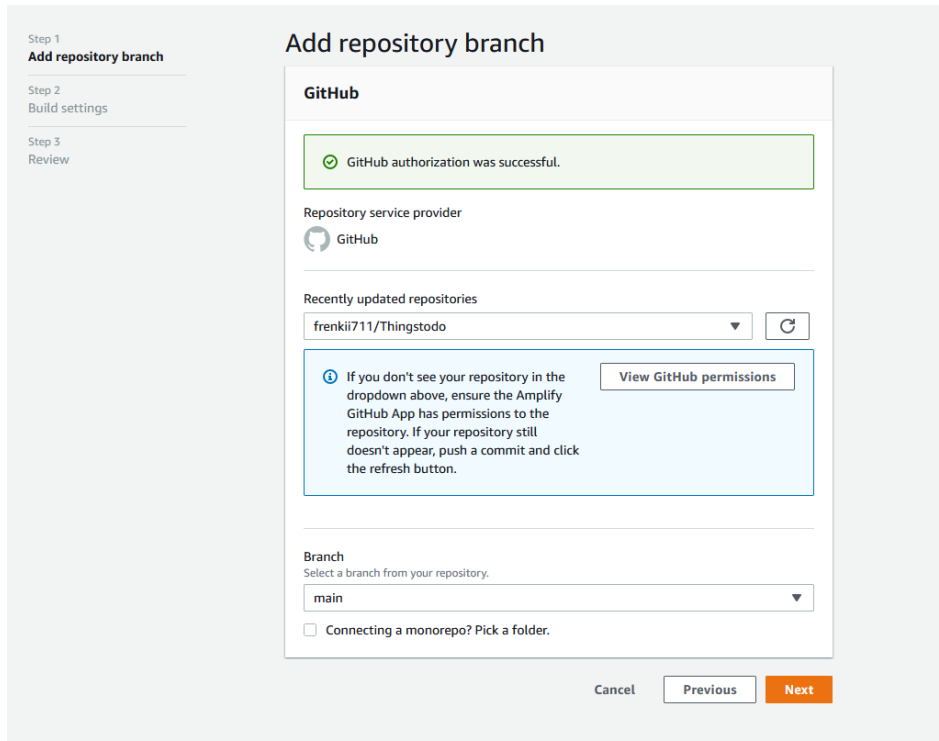 Step 1
Add repository branch
Step 2
Build settings
Step 3
Review
Add repository branch
GitHub
GitHub authorization was successful.
Repository service provider
GitHub
Recently updated repositories
frenkii711/Thingstodo
If you don't see your repository in the
dropdown above, ensure the Amplify
GitHub App has permissions to the
repository. If your repository still
doesn't appear, push a commit and click
the refresh button.
View GitHub permissions
Branch
Select a branch from your repository.
main
Connecting a monorepo? Pick a folder.
Cancel
Previous
Next